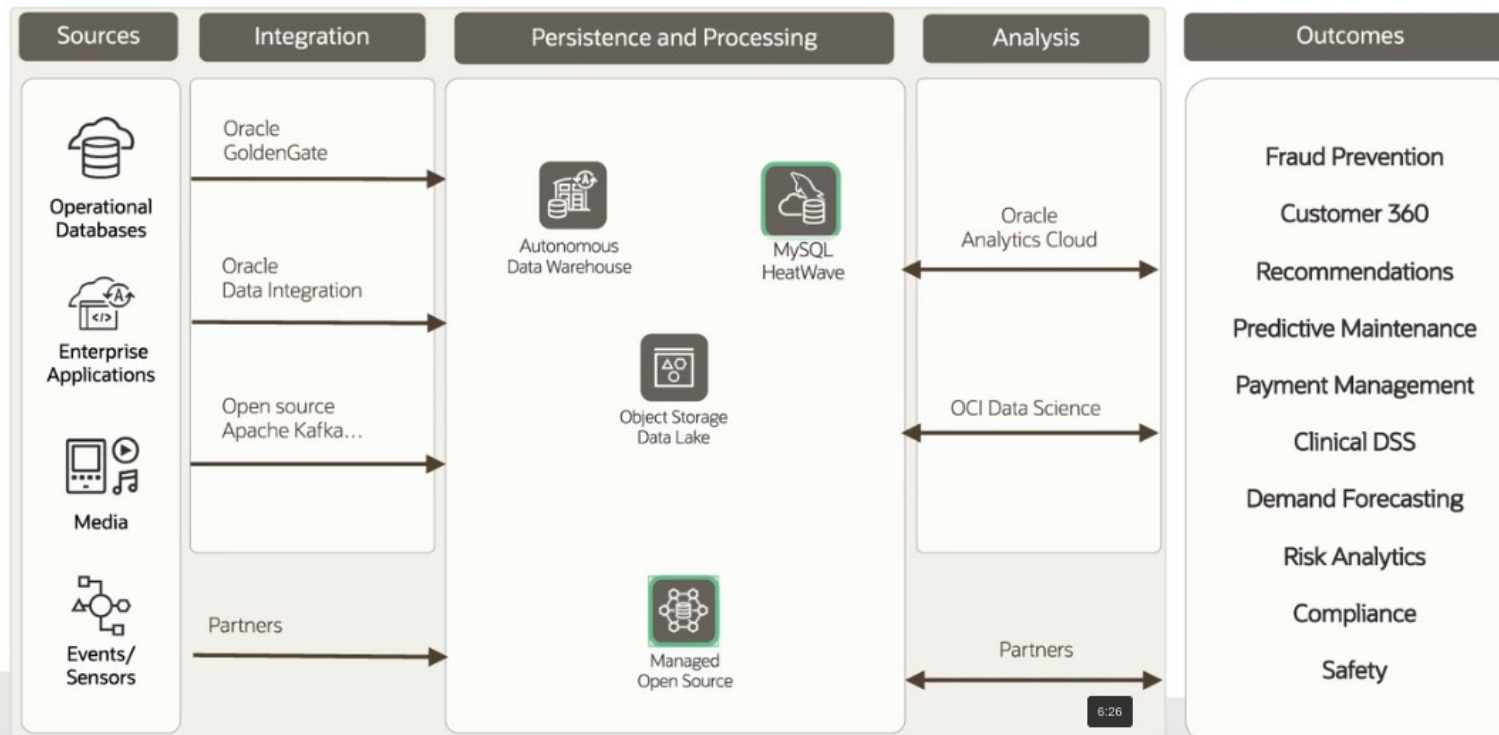 Sources
Integration
Persistence and Processing
Analysis
Outcomes
Operational
Databases
Enterprise
Applications
Media
Events/
Sensors
Oracle
GoldenGate
Oracle
Data Integration
Open source
Apache Kafka...
Partners
Autonomous
Data Warehouse
MySQL
HeatWave
Object Storage
Data Lake
Managed
Open Source
Oracle
Analytics Cloud
OCI Data Science
Partners
6:26
Fraud Prevention
Customer 360
Recommendations
Predictive Maintenance
Payment Management
Clinical DSS
Demand Forecasting
Risk Analytics
Compliance
Safety